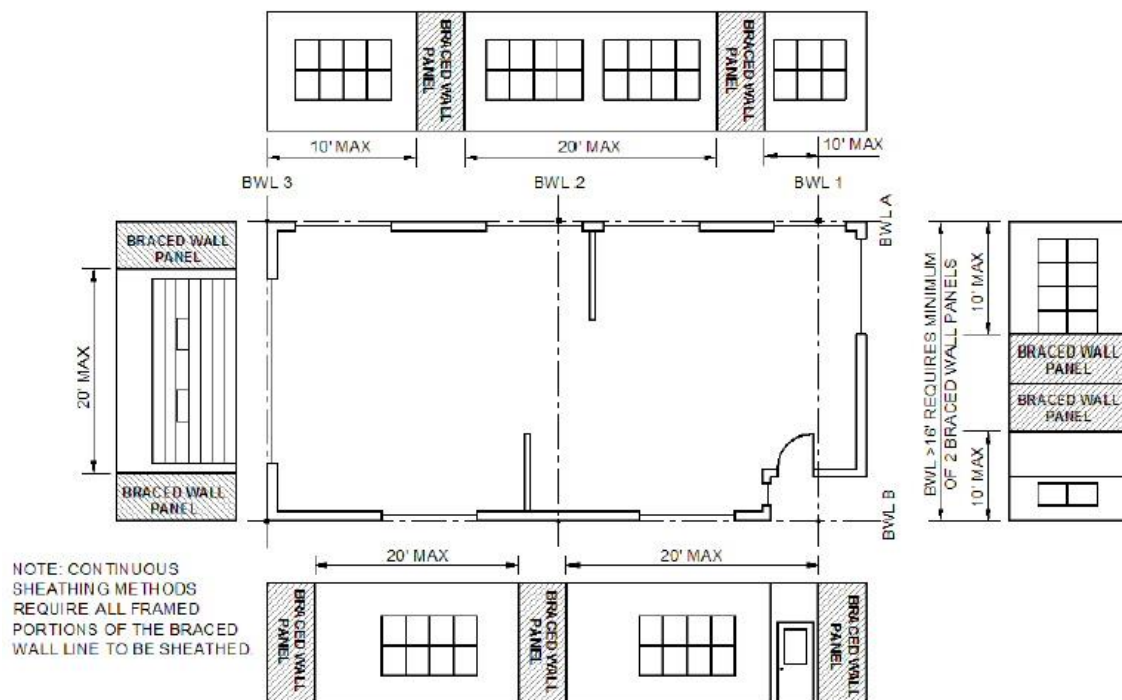 BRACED WALL
PANEL
BRACED WALL
PANEL
10' MAX
20' MAX
10' MAX
BWL 3
BWL 2
BWL 1
BWL A
BRACED WALL
PANEL
20' MAX
BRACED WALL
PANEL
BWL >16' REQUIRES MINIMUM
OF 2 BRACED WALL PANELS
10' MAX
BRACED WALL
PANEL
BRACED WALL
PANEL
10' MAX
BWL B
NOTE: CONTINUOUS
SHEATHING METHODS
REQUIRE ALL FRAMED
PORTIONS OF THE BRACED
WALL LINE TO BE SHEATHED.
20' MAX
20' MAX
BRACED WALL
PANEL
BRACED WALL
PANEL
BRACED WALL
PANEL